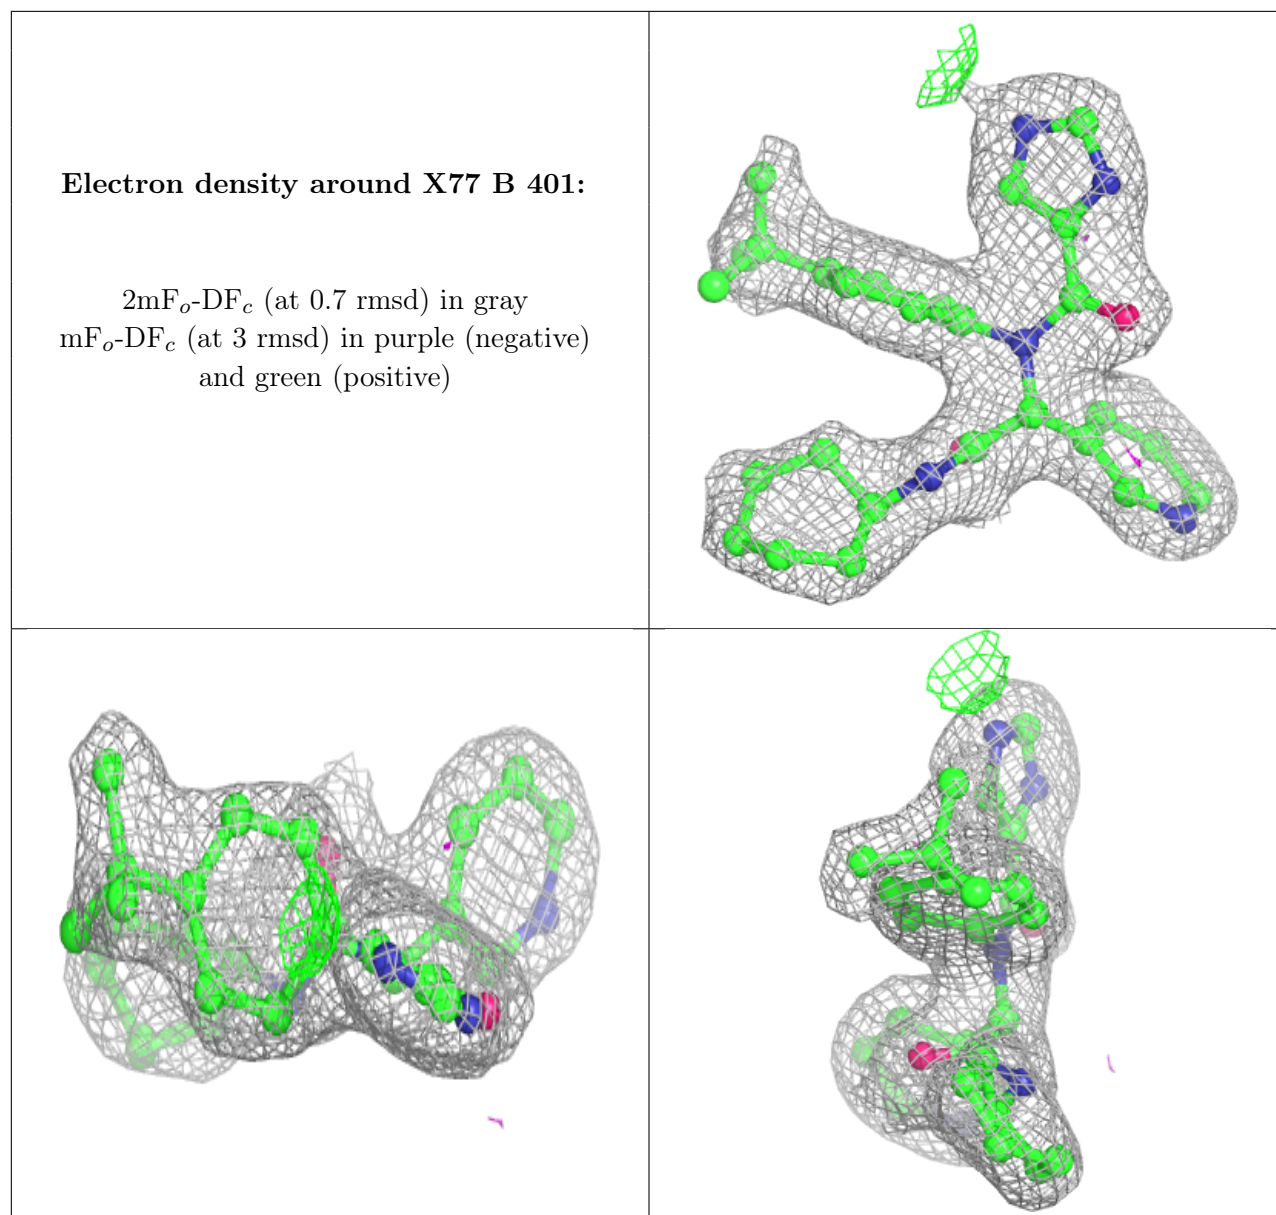 Electron density around X77 B 401:
2mFo-DFc (at 0.7 rmsd) in gray
mFo-DFc (at 3 rmsd) in purple (negative)
and green (positive)